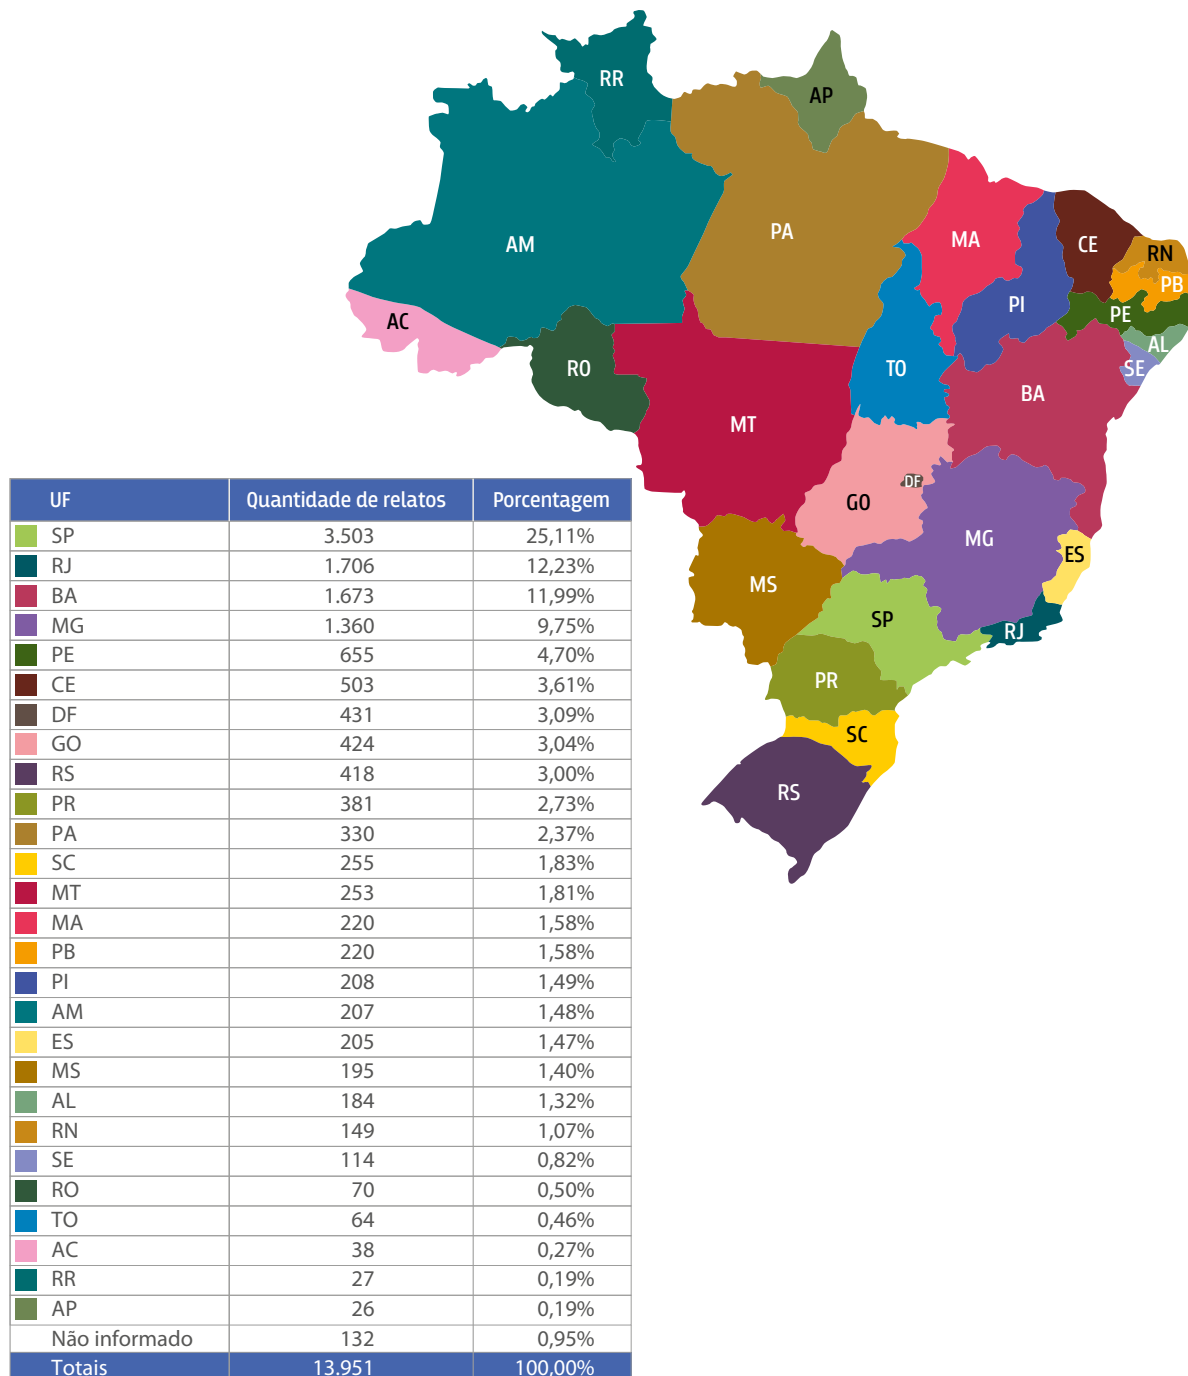 RR
AP
AM
PA
MA
CE
RN
PB
PI
PE
AC
AL
RO
TO
SE
BA
MT
DF
GO
MG
ES
MS
SP
RJ
PR
SC
RS
UF Quantidade de relatos Porcentagem
SP 3.503 25,11%
RJ 1.706 12,23%
BA 1.673 11,99%
MG 1.360 9,75%
PE 655 4,70%
CE 503 3,61%
DF 431 3,09%
GO 424 3,04%
RS 418 3,00%
PR 381 2,73%
PA 330 2,37%
SC 255 1,83%
MT 253 1,81%
MA 220 1,58%
PB 220 1,58%
PI 208 1,49%
AM 207 1,48%
ES 205 1,47%
MS 195 1,40%
AL 184 1,32%
RN 149 1,07%
SE 114 0,82%
RO 70 0,50%
TO 64 0,46%
AC 38 0,27%
RR 27 0,19%
AP 26 0,19%
Não informado 132 0,95%
Totais 13.951 100,00%